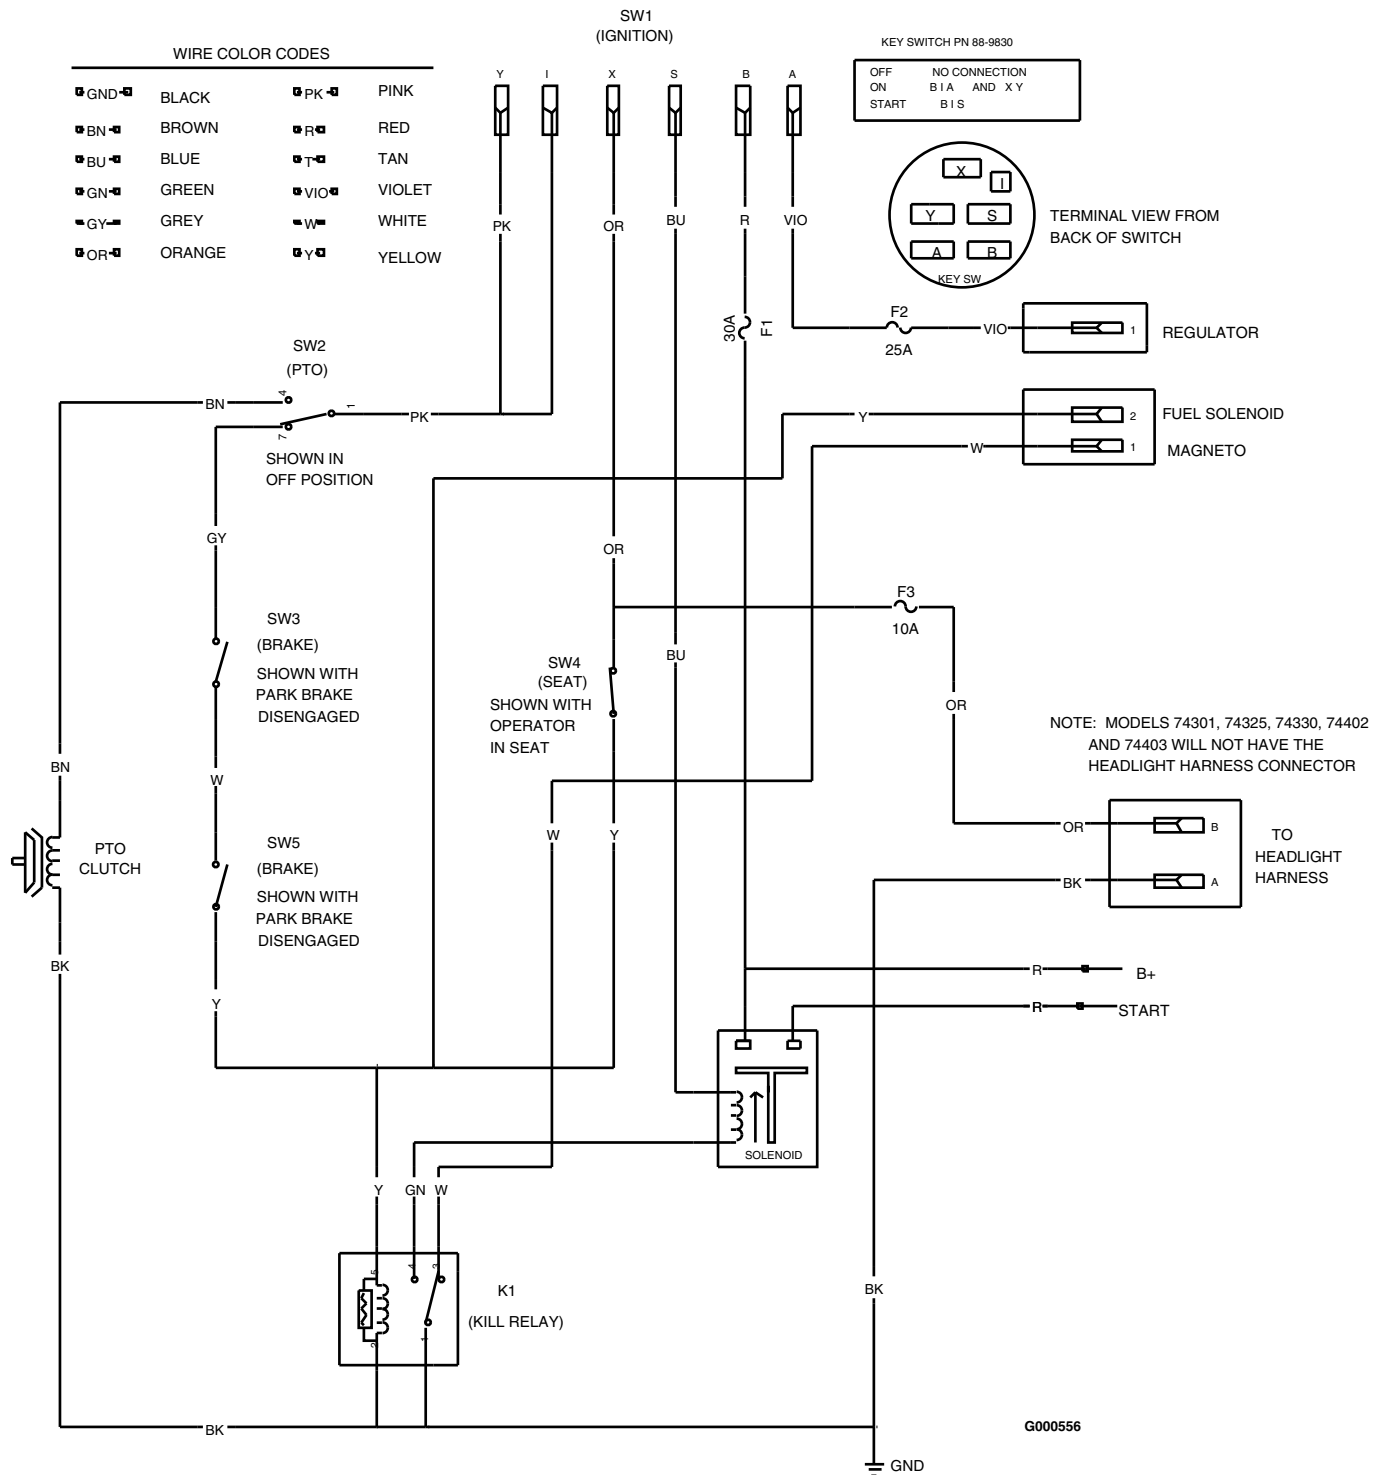 SW1
(IGNITION)
WIRE COLOR CODES
GND BLACK PK PINK
BN BROWN R RED
BU BLUE T TAN
GN GREEN VIO VIOLET
GY GREY W WHITE
OR ORANGE Y YELLOW
KEY SWITCH PN 88-9830
OFF NO CONNECTION
ON B I A AND X Y
START B I S
Y I X S B A
X
I
Y S
A B
KEY SW
TERMINAL VIEW FROM
BACK OF SWITCH
PK OR BU R VIO
30A
F1
F2
25A
VIO
1
REGULATOR
SW2
(PTO)
BN
4
1
7
PK
SHOWN IN
OFF POSITION
Y
2
FUEL SOLENOID
W
1
MAGNETO
GY
OR
F3
10A
SW3
(BRAKE)
SHOWN WITH
PARK BRAKE
DISENGAGED
SW4
(SEAT)
SHOWN WITH
OPERATOR
IN SEAT
BU
OR
NOTE: MODELS 74301, 74325, 74330, 74402
AND 74403 WILL NOT HAVE THE
HEADLIGHT HARNESS CONNECTOR
BN
W
W
Y
PTO
CLUTCH
SW5
(BRAKE)
SHOWN WITH
PARK BRAKE
DISENGAGED
OR
B
BK
A
TO
HEADLIGHT
HARNESS
BK
Y
R
B+
R
START
SOLENOID
Y GN W
5
4
3
2
1
K1
(KILL RELAY)
BK
BK
G000556
GND